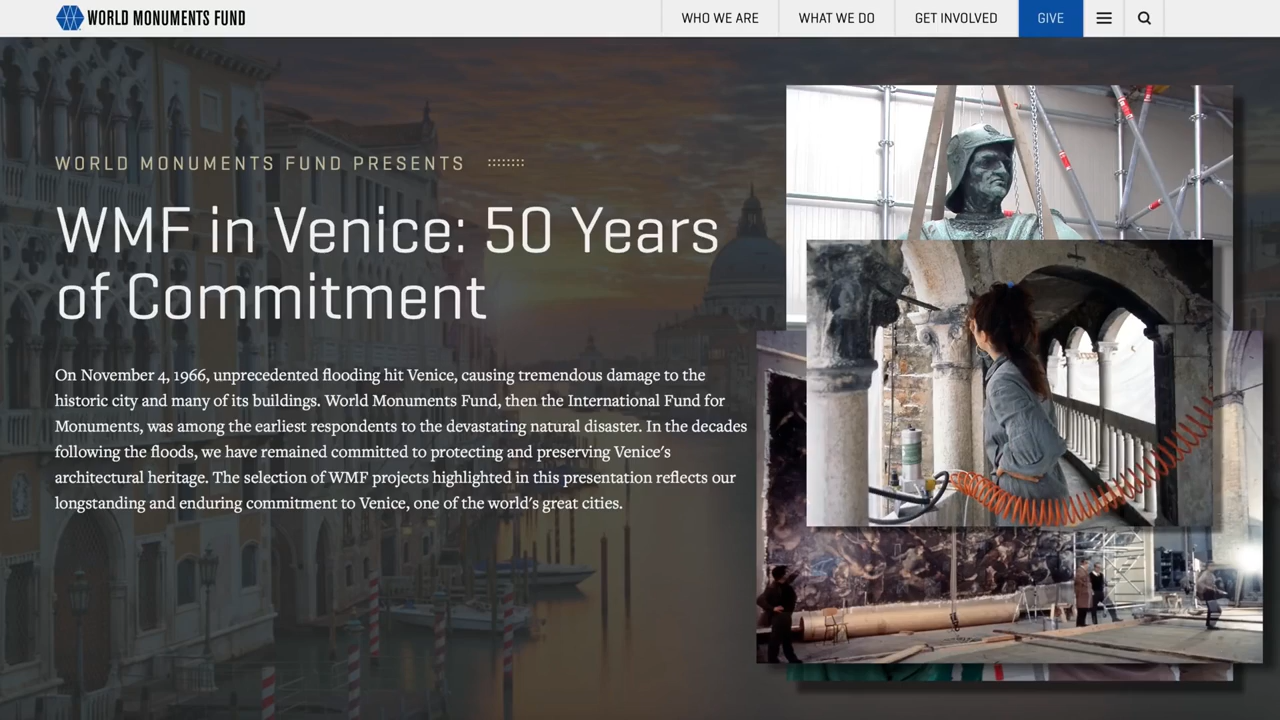 WORLD MONUMENTS FUND
WHO WE ARE
WHAT WE DO
GET INVOLVED
GIVE
WORLD MONUMENTS FUND PRESENTS
WMF in Venice: 50 Years
of Commitment
On November 4, 1966, unprecedented flooding hit Venice, causing tremendous damage to the
historic city and many of its buildings. World Monuments Fund, then the International Fund for
Monuments, was among the earliest respondents to the devastating natural disaster. In the decades
following the floods, we have remained committed to protecting and preserving Venice's
architectural heritage. The selection of WMF projects highlighted in this presentation reflects our
longstanding and enduring commitment to Venice, one of the world's great cities.